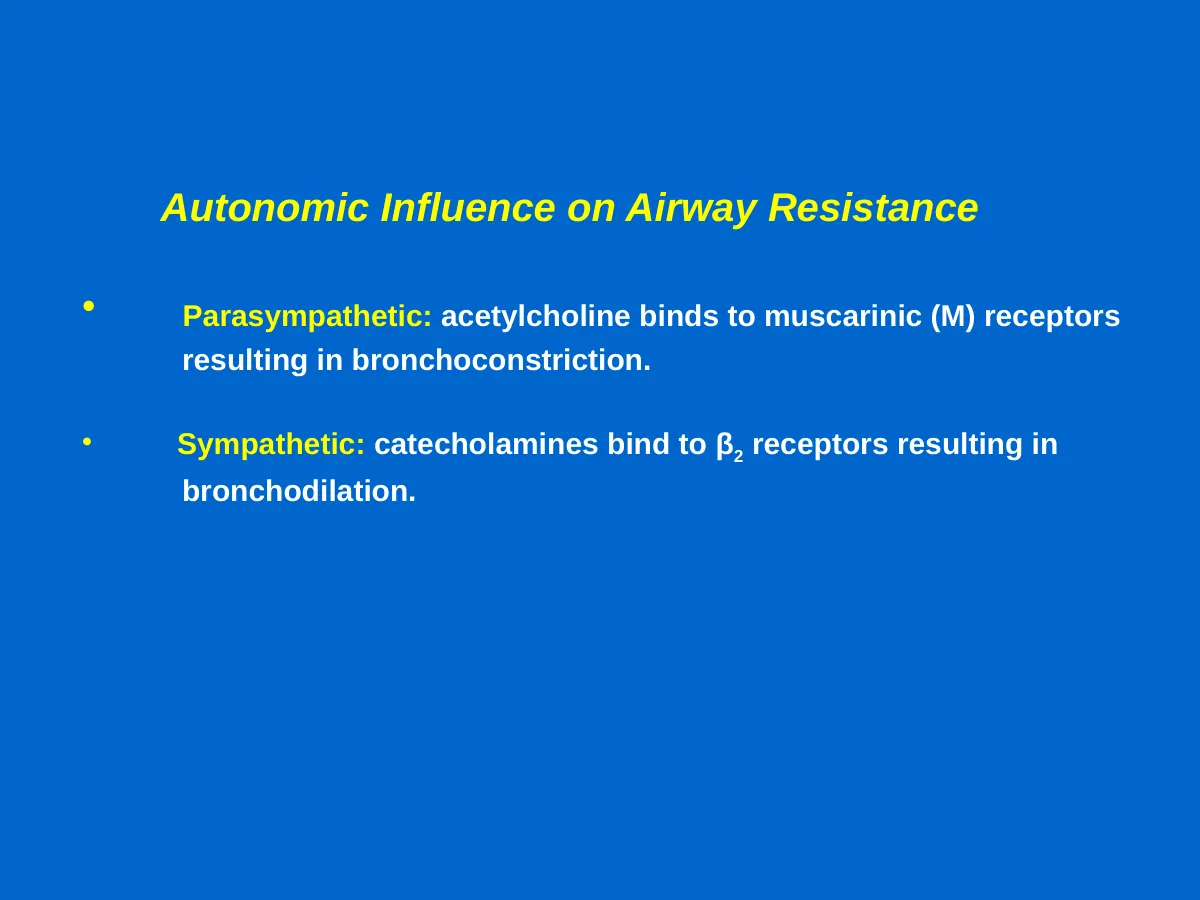 Autonomic Influence on Airway Resistance
• Parasympathetic: acetylcholine binds to muscarinic (M) receptors
resulting in bronchoconstriction.
• Sympathetic: catecholamines bind to β₂ receptors resulting in
bronchodilation.